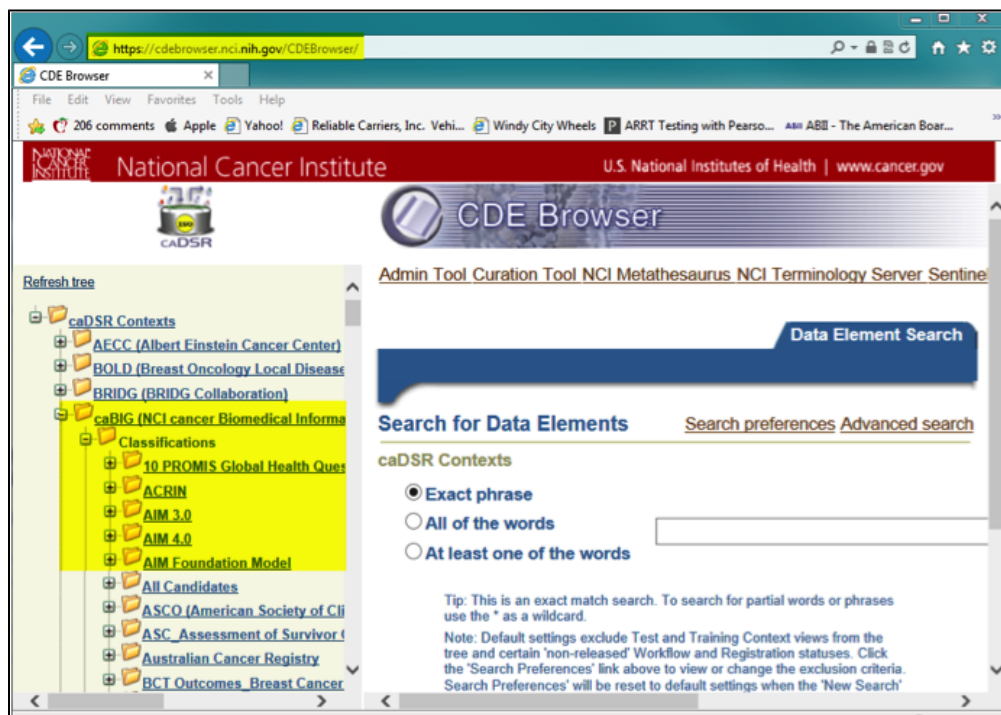 https://cdebrowser.nci.nih.gov/CDEBrowser/
CDE Browser
File Edit View Favorites Tools Help
206 comments Apple Yahoo! Reliable Carriers, Inc. Vehi... Windy City Wheels ARRT Testing with Pearso... ABII - The American Boar...
NATIONAL CANCER INSTITUTE
National Cancer Institute
U.S. National Institutes of Health | www.cancer.gov
caDSR
CDE Browser
Refresh tree
caDSR Contexts
AECC (Albert Einstein Cancer Center)
BOLD (Breast Oncology Local Disease
BRIDG (BRIDG Collaboration)
caBIG (NCI cancer Biomedical Informa
Classifications
10 PROMIS Global Health Ques
ACRIN
AIM 3.0
AIM 4.0
AIM Foundation Model
All Candidates
ASCO (American Society of Cli
ASC_Assessment of Survivor
Australian Cancer Registry
BCT Outcomes_Breast Cancer
Admin Tool Curation Tool NCI Metathesaurus NCI Terminology Server Sentine
Data Element Search
Search for Data Elements
Search preferences Advanced search
caDSR Contexts
Exact phrase
All of the words
At least one of the words
Tip: This is an exact match search. To search for partial words or phrases
use the * as a wildcard.
Note: Default settings exclude Test and Training Context views from the
tree and certain 'non-released' Workflow and Registration statuses. Click
the 'Search Preferences' link above to view or change the exclusion criteria.
Search Preferences' will be reset to default settings when the 'New Search'